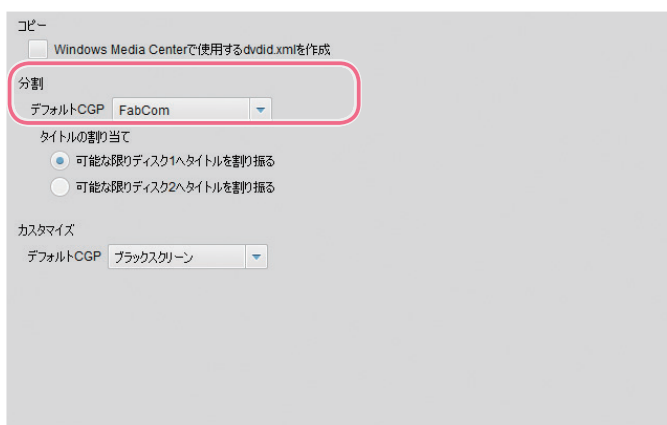 コピー
Windows Media Centerで使用するdvdid.xmlを作成
分割
デフォルトCGP FabCom
タイトルの割り当て
可能な限りディスク1へタイトルを割り振る
可能な限りディスク2へタイトルを割り振る
カスタマイズ
デフォルトCGP ブラックスクリーン